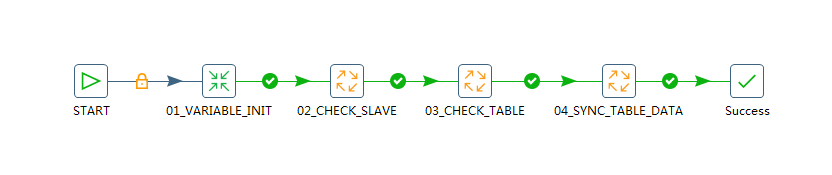 START
01_VARIABLE_INIT
02_CHECK_SLAVE
03_CHECK_TABLE
04_SYNC_TABLE_DATA
Success